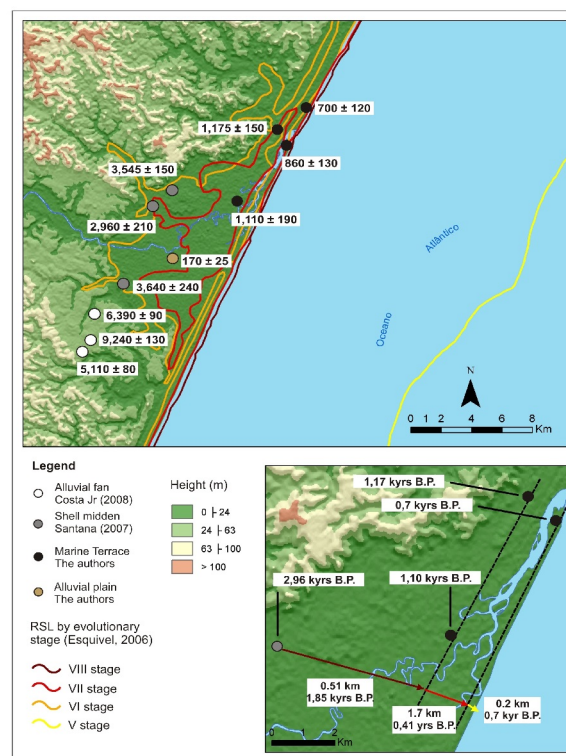 700 ± 120
1,175 ± 150
860 ± 130
3,545 ± 150
1,110 ± 190
2,960 ± 210
170 ± 25
3,640 ± 240
6,390 ± 90
9,240 ± 130
5,110 ± 80
Atlântico
Oceano
N
0 1 2 4 6 8
Km
Legend
Alluvial fan
Costa Jr (2008)
Shell midden
Santana (2007)
Marine Terrace
The authors
Alluvial plain
The authors
Height (m)
0 ├ 24
24 ├ 63
63 ├ 100
> 100
RSL by evolutionary
stage (Esquivel, 2006)
VIII stage
VII stage
VI stage
V stage
1,17 kyrs B.P.
0,7 kyrs B.P.
2,96 kyrs B.P.
1,10 kyrs B.P.
0.51 km
1,85 kyrs B.P.
1.7 km
0,41 yrs B.P.
0.2 km
0,7 kyr B.P.
0 1 2
Km